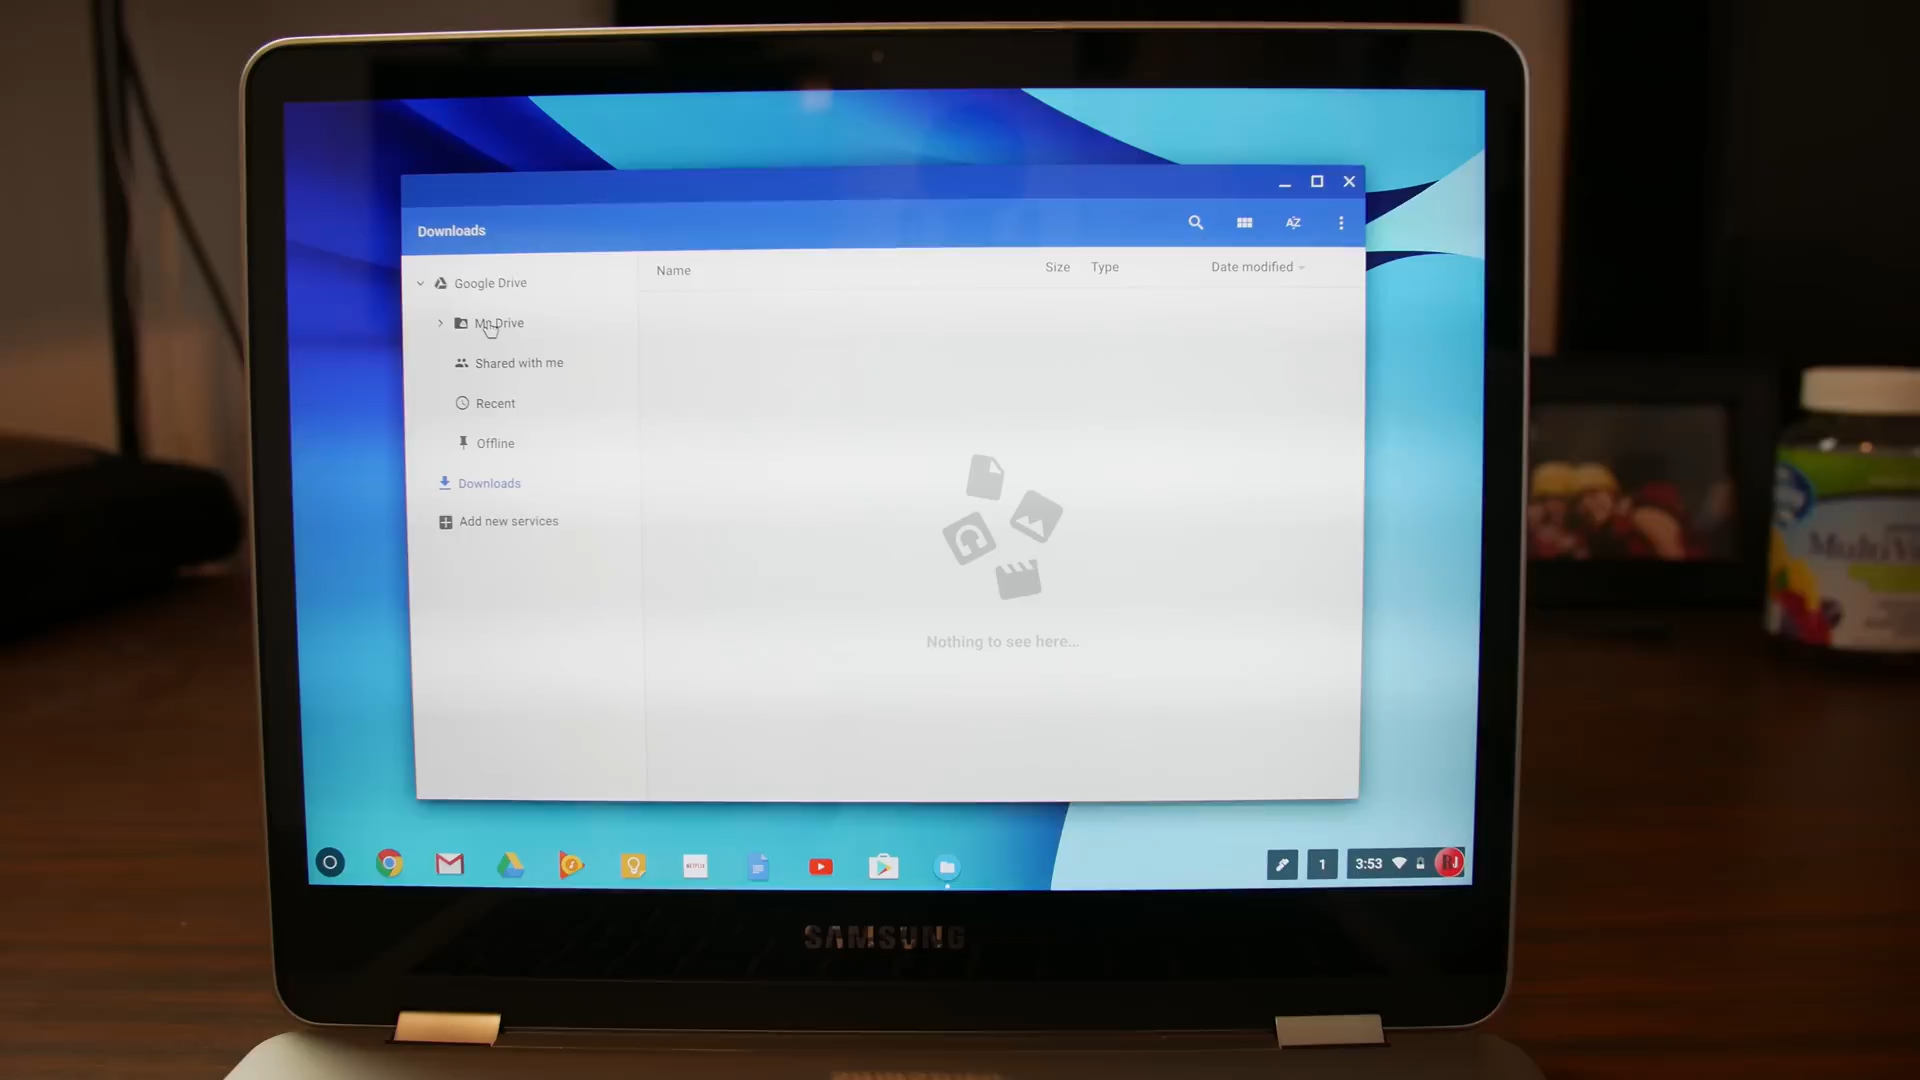 Downloads
Name Size Type Date modified
Google Drive
My Drive
Shared with me
Recent
Offline
Downloads
Add new services
Nothing to see here...
NETFLIX
1 3:53
SAMSUNG